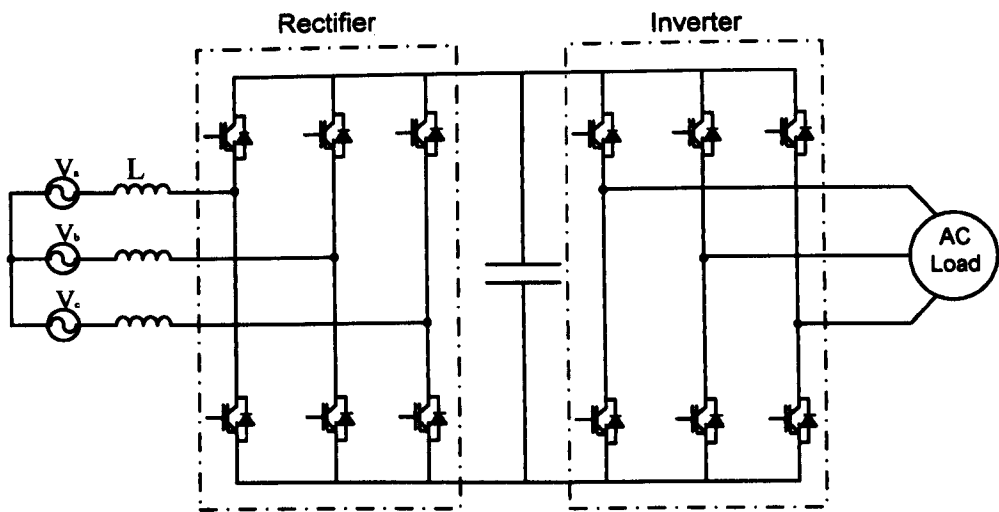 Rectifier
Inverter
Va
L
Vb
Vc
AC
Load